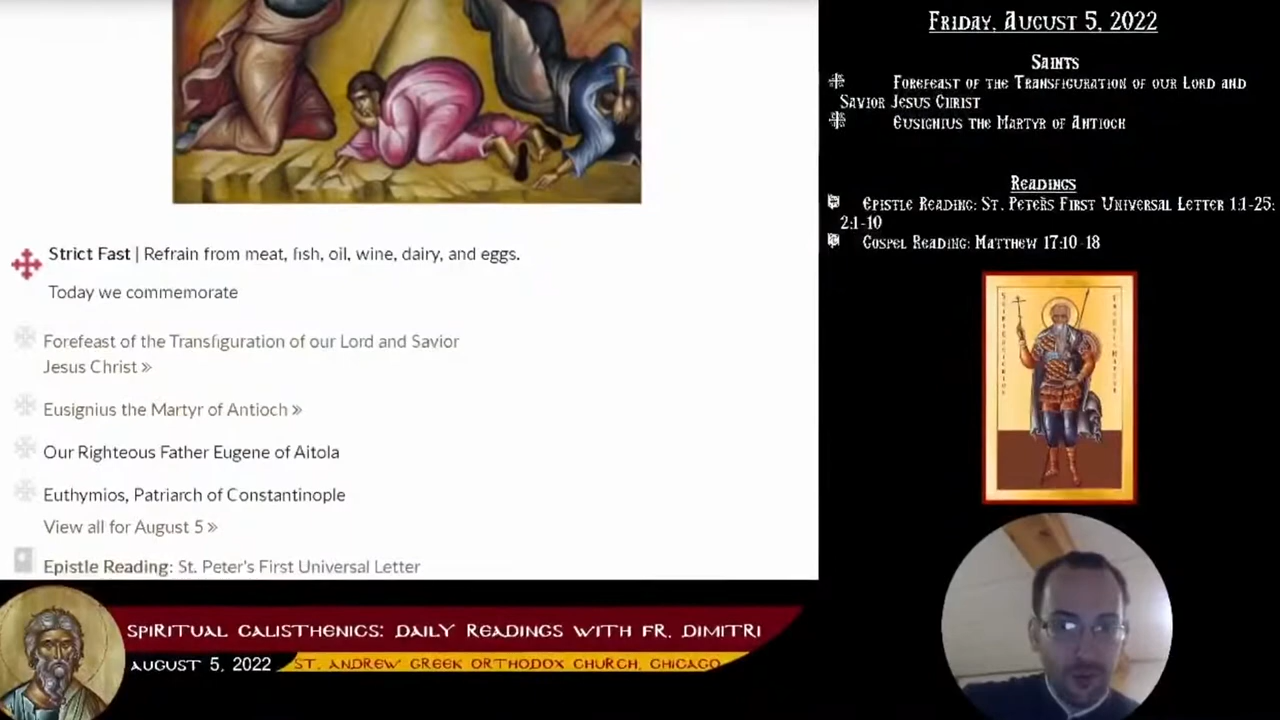 Strict Fast | Refrain from meat, fish, oil, wine, dairy, and eggs.
Today we commemorate
Forefeast of the Transfiguration of our Lord and Savior
Jesus Christ »
Eusignius the Martyr of Antioch »
Our Righteous Father Eugene of Aitola
Euthymios, Patriarch of Constantinople
View all for August 5 »
Epistle Reading: St. Peter's First Universal Letter
Friday, August 5, 2022
Saints
Forefeast of the Transfiguration of our Lord and
Savior Jesus Christ
Eusignius the Martyr of Antioch
Readings
Epistle Reading: St. Peter's First Universal Letter 1:1-25;
2:1-10
Gospel Reading: Matthew 17:10-18
SPIRITUAL CALISTHENICS: DAILY READINGS WITH FR. DIMITRI
AUGUST 5, 2022
ST. ANDREW GREEK ORTHODOX CHURCH, CHICAGO